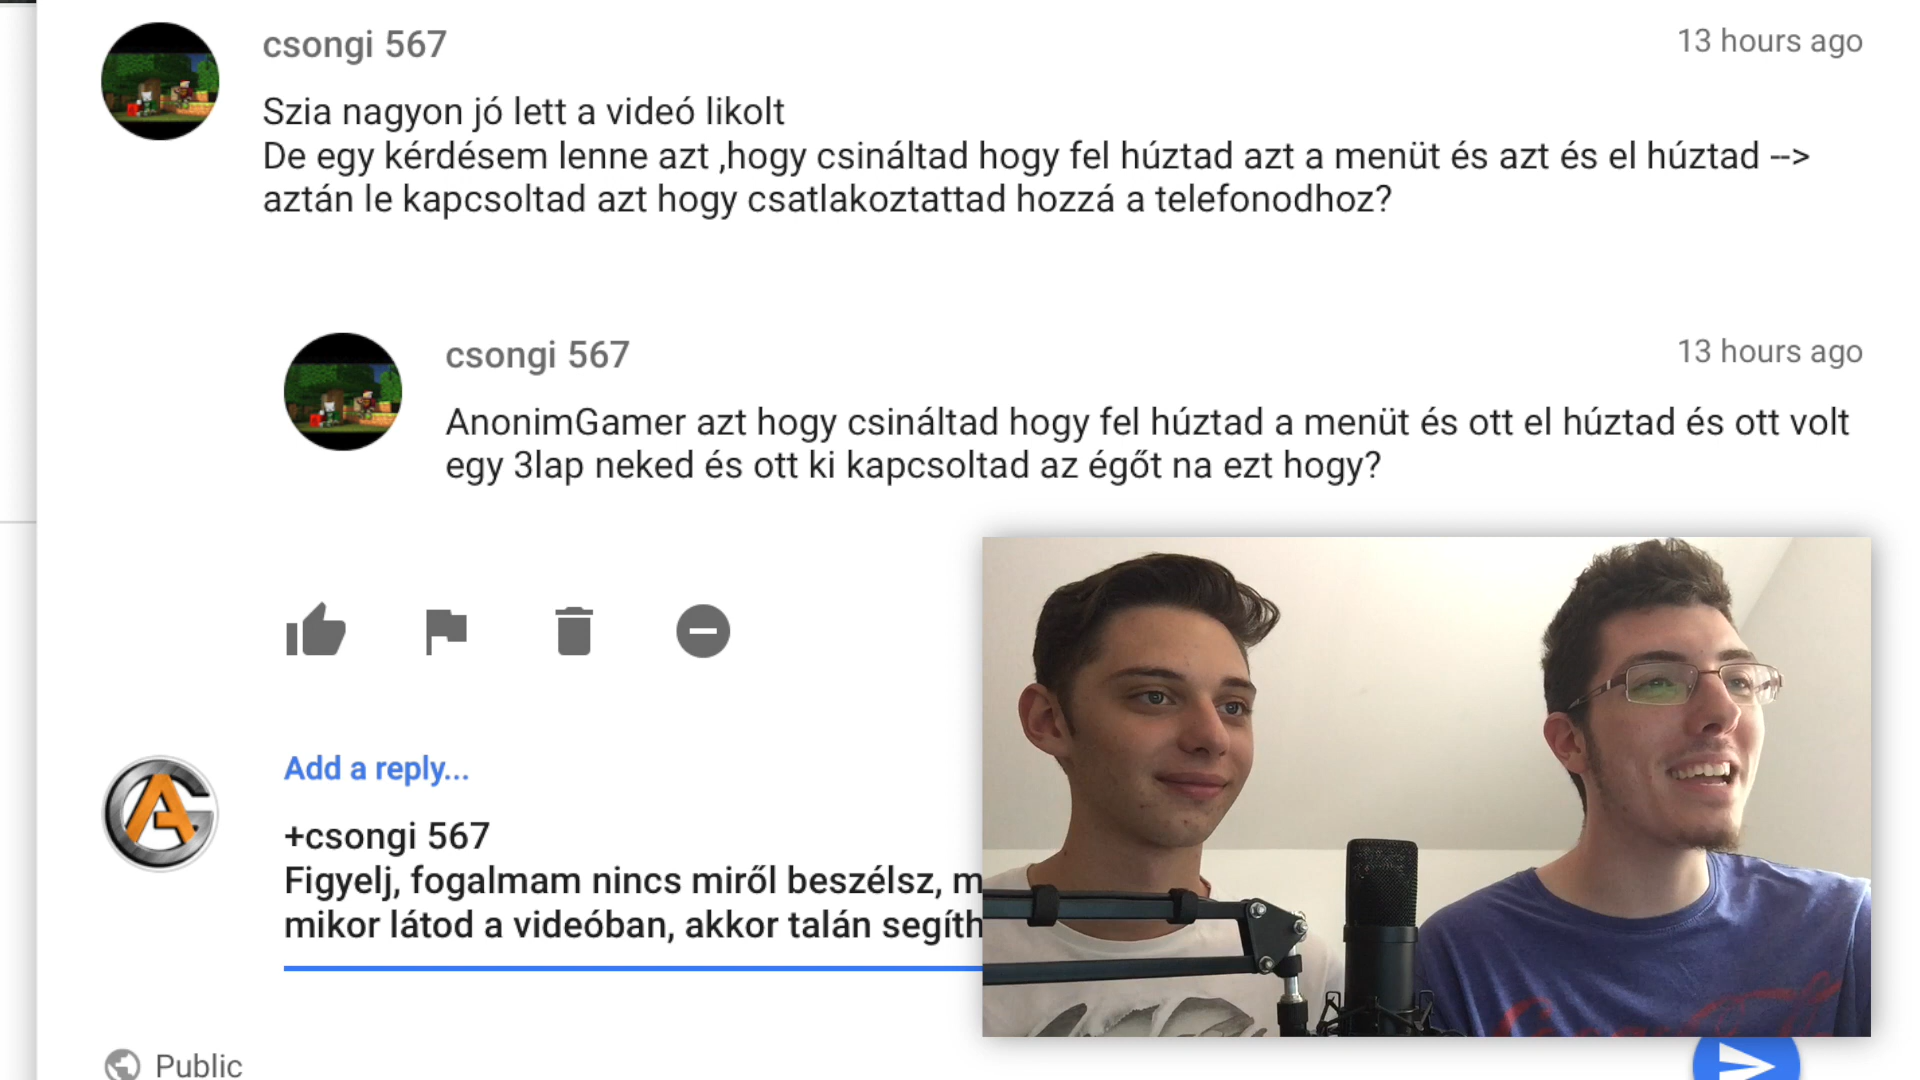 csongi 567
13 hours ago
Szia nagyon jó lett a videó likolt
De egy kérdésem lenne azt ,hogy csináltad hogy fel húztad azt a menüt és azt és el húztad -->
aztán le kapcsoltad azt hogy csatlakoztattad hozzá a telefonodhoz?
csongi 567
13 hours ago
AnonimGamer azt hogy csináltad hogy fel húztad a menüt és ott el húztad és ott volt
egy 3lap neked és ott ki kapcsoltad az égőt na ezt hogy?
Add a reply...
+csongi 567
Figyelj, fogalmam nincs miről beszélsz, m
mikor látod a videóban, akkor talán segíth
Public